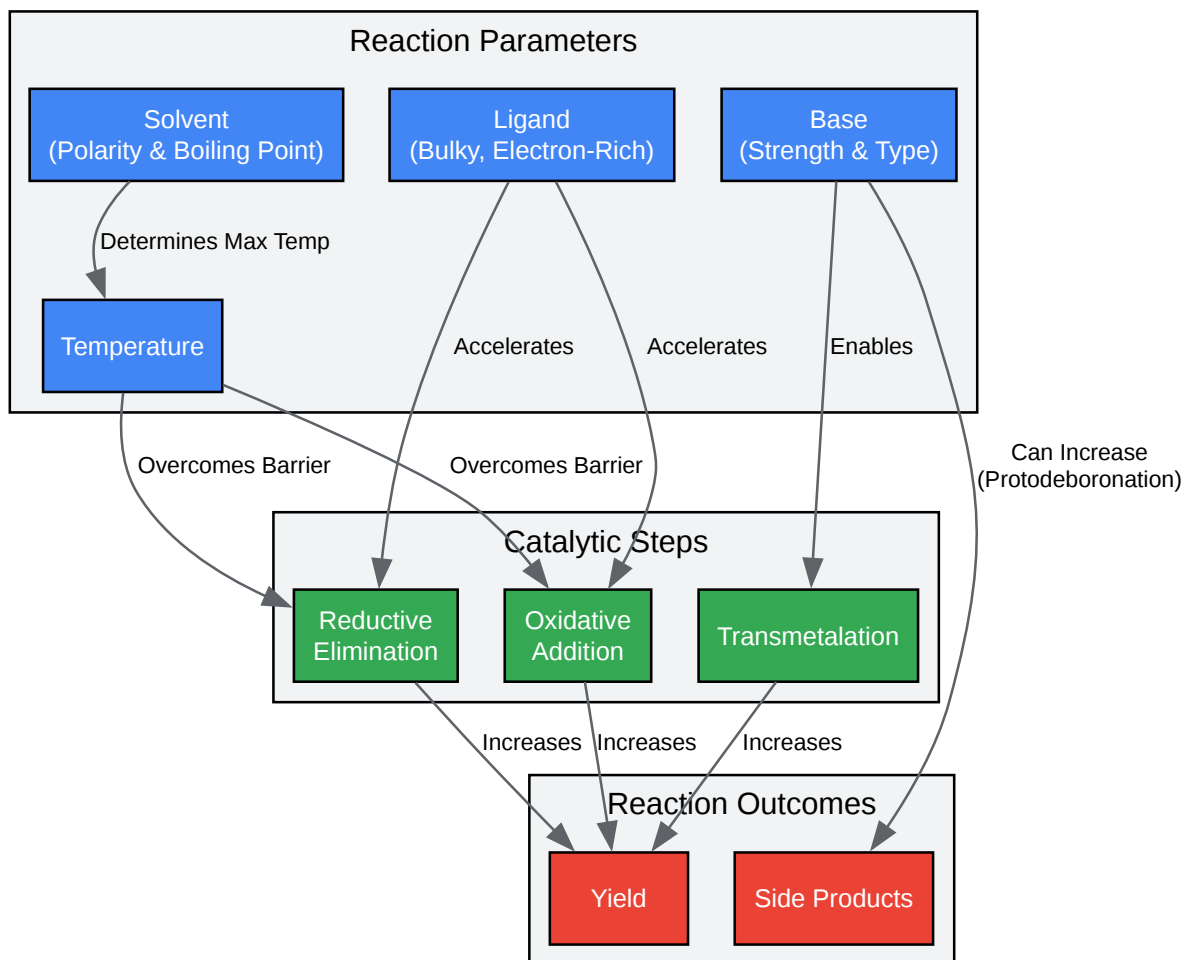 Reaction Parameters
Solvent
(Polarity & Boiling Point)
Ligand
(Bulky, Electron-Rich)
Base
(Strength & Type)
Determines Max Temp
Temperature
Accelerates
Accelerates
Enables
Overcomes Barrier
Overcomes Barrier
Can Increase
(Protodeboronation)
Catalytic Steps
Reductive
Elimination
Oxidative
Addition
Transmetalation
Increases
Increases
Increases
Reaction Outcomes
Yield
Side Products